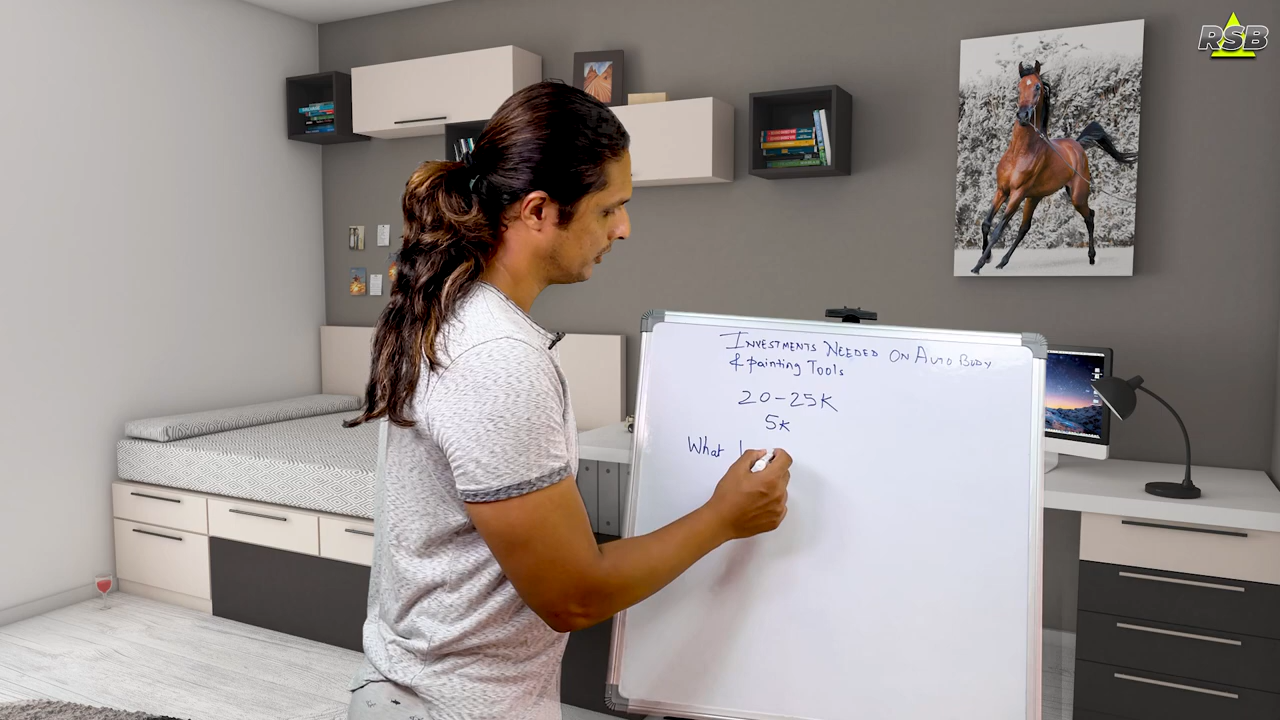 RSB
INVESTMENTS NEEDED ON AUTO BODY
& painting Tools
20-25K
5K
What